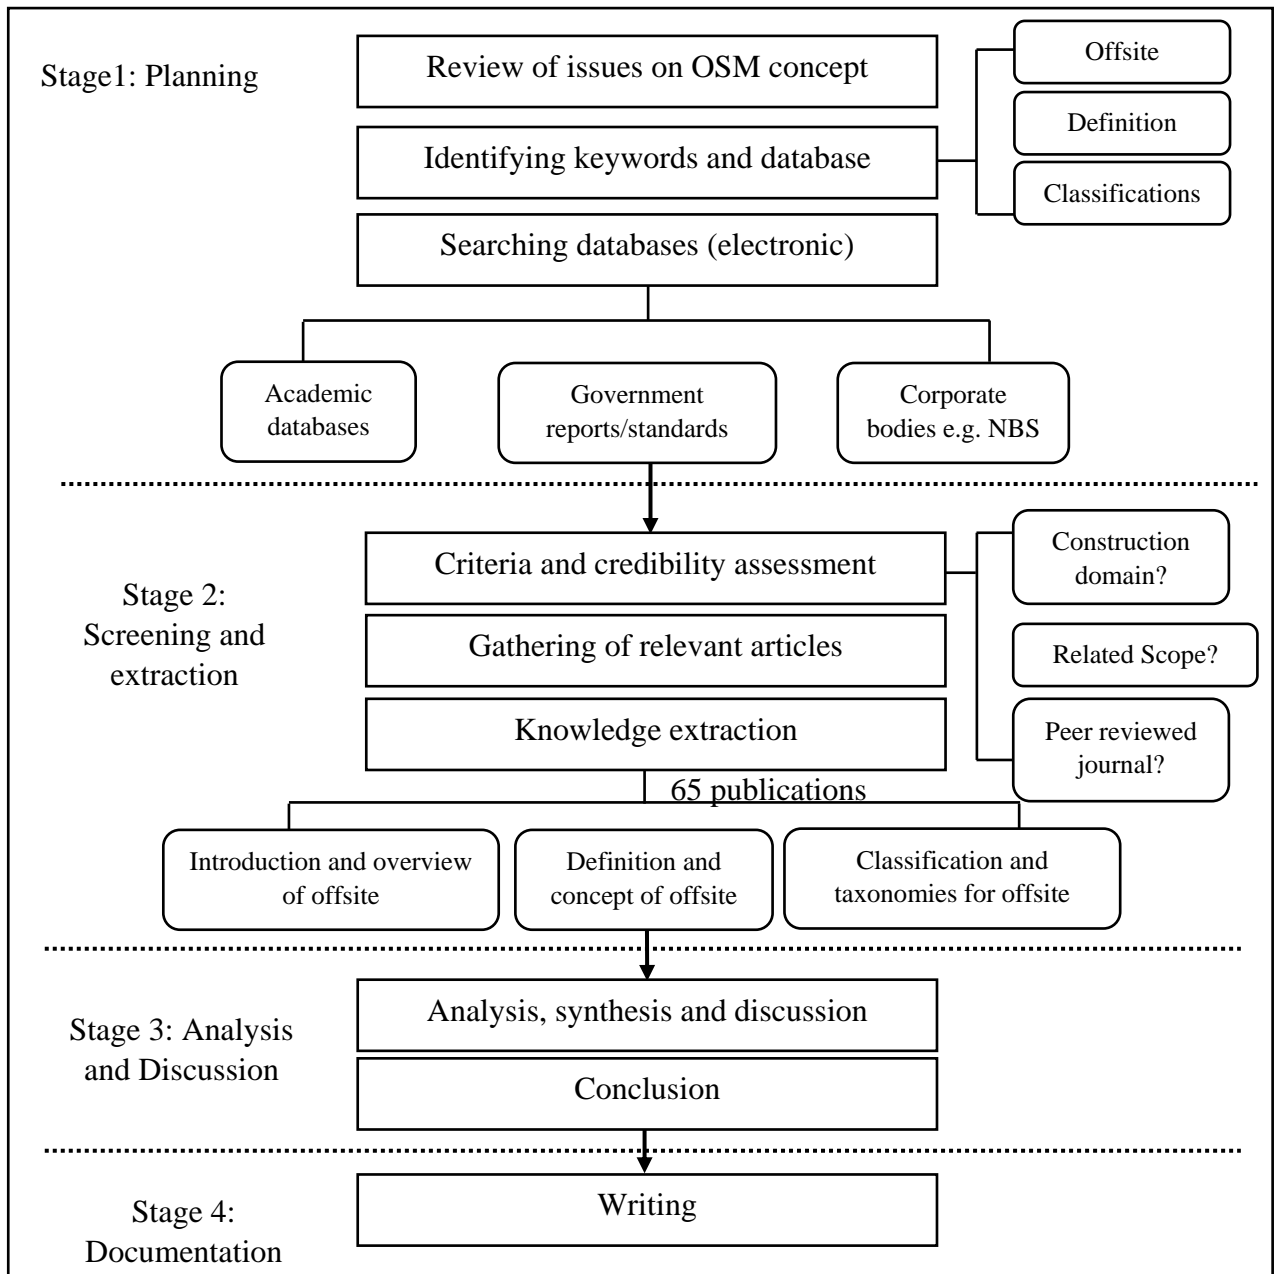 Stage1: Planning
Review of issues on OSM concept
Offsite
Definition
Identifying keywords and database
Classifications
Searching databases (electronic)
Academic
databases
Government
reports/standards
Corporate
bodies e.g. NBS
Stage 2:
Screening and
extraction
Criteria and credibility assessment
Construction
domain?
Gathering of relevant articles
Related Scope?
Knowledge extraction
Peer reviewed
journal?
65 publications
Introduction and overview
of offsite
Definition and
concept of offsite
Classification and
taxonomies for offsite
Stage 3: Analysis
and Discussion
Analysis, synthesis and discussion
Conclusion
Stage 4:
Documentation
Writing